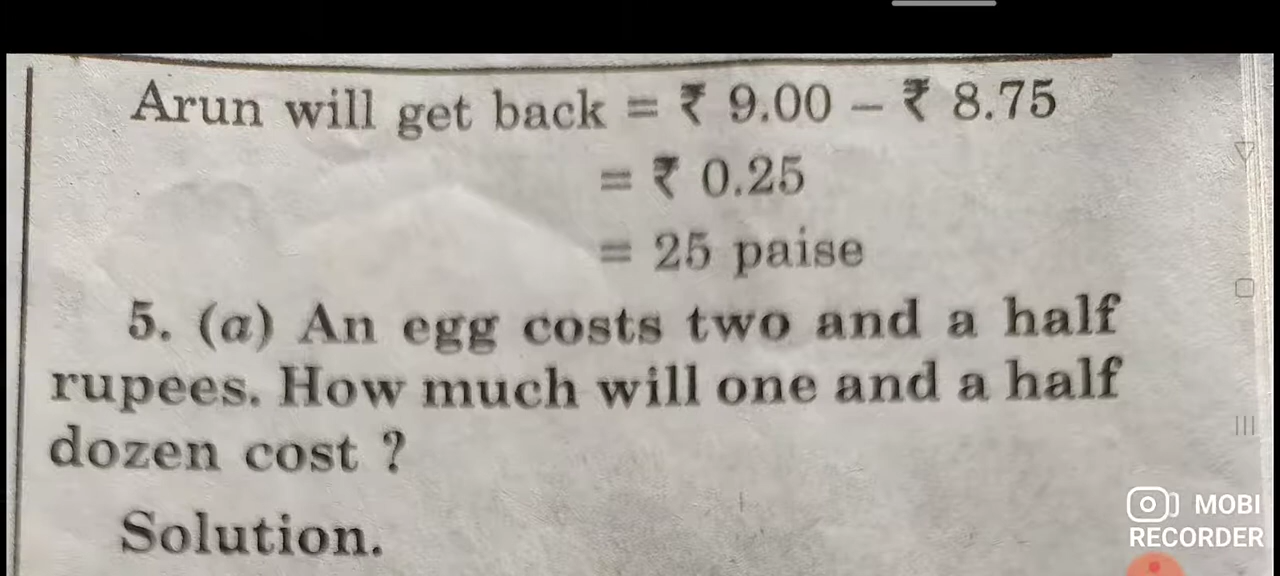 Arun will get back = ₹ 9.00 – ₹ 8.75
= ₹ 0.25
= 25 paise
5. (a) An egg costs two and a half
rupees. How much will one and a half
dozen cost ?
Solution.
MOBI
RECORDER